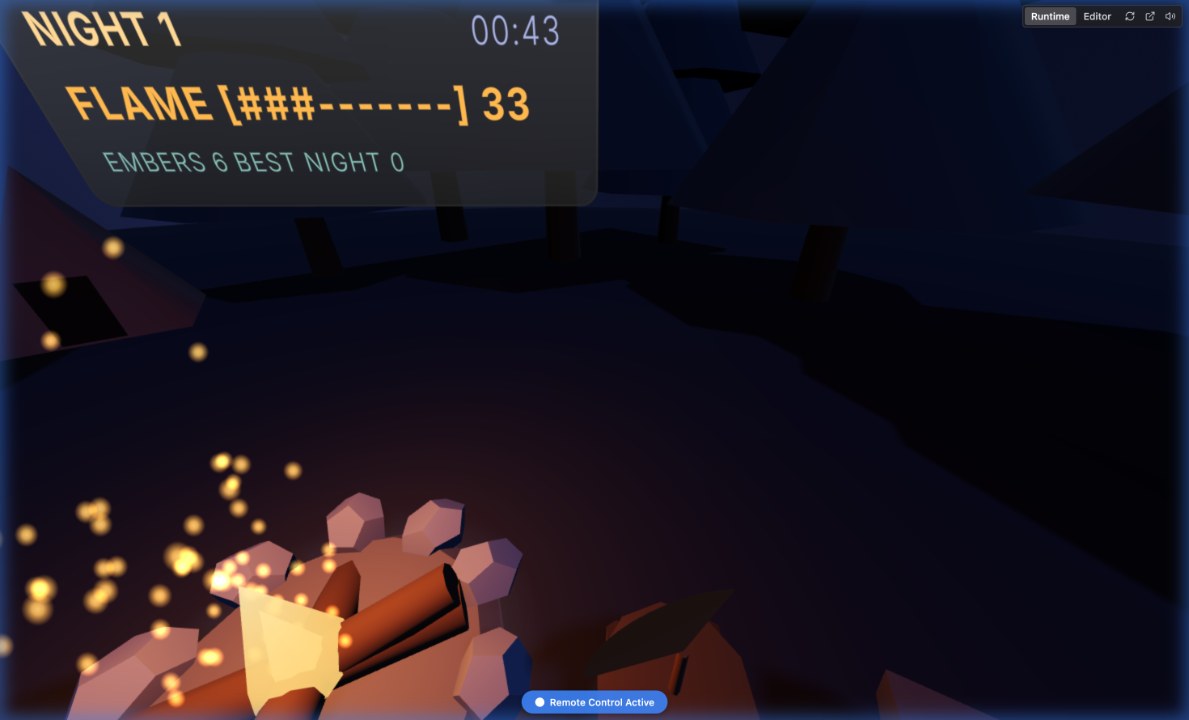 NIGHT 1 00:43
Runtime Editor
FLAME [###-------] 33
EMBERS 6 BEST NIGHT 0
Remote Control Active